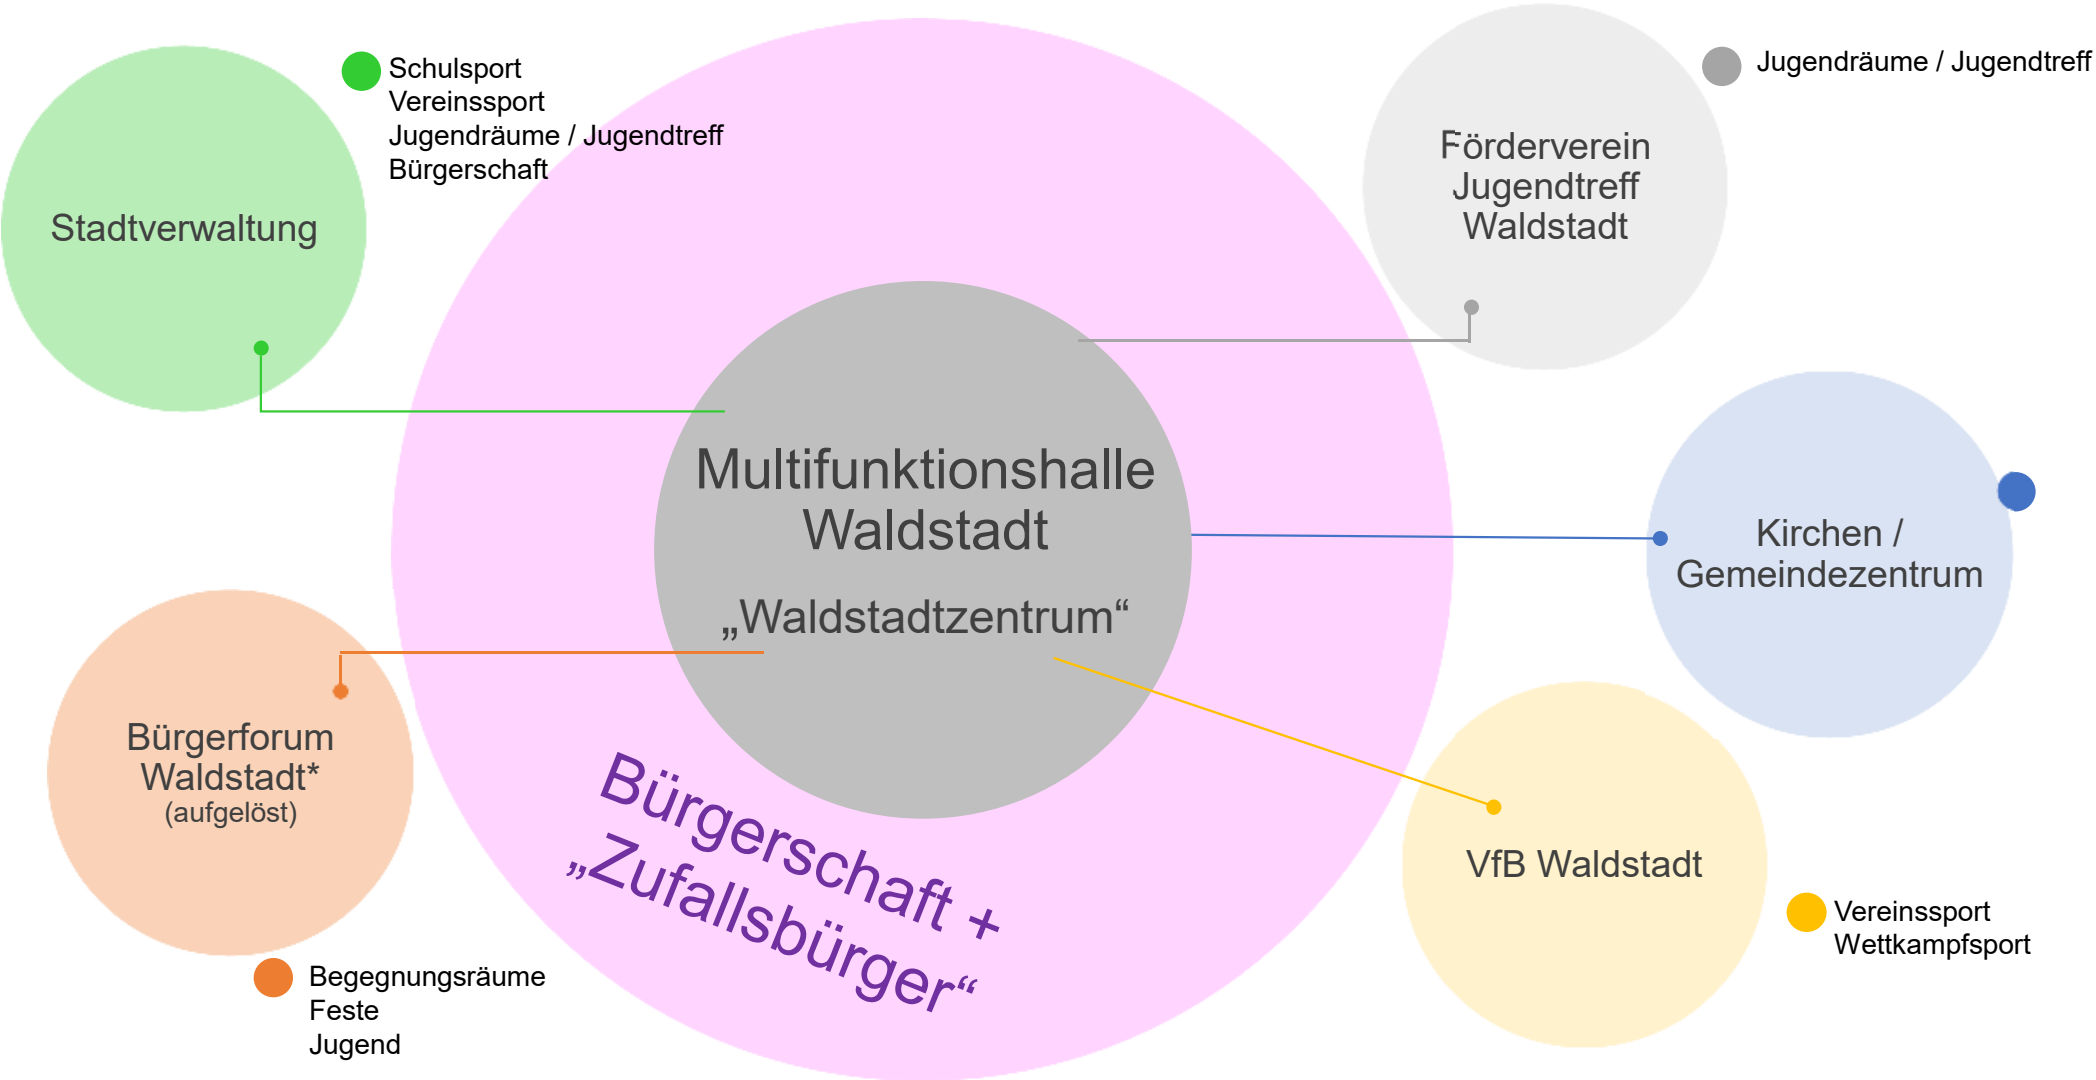 Schulsport
Vereinssport
Jugendräume / Jugendtreff
Bürgerschaft
Stadtverwaltung
Jugendräume / Jugendtreff
Förderverein
Jugendtreff
Waldstadt
Multifunktionshalle
Waldstadt
„Waldstadtzentrum“
Kirchen /
Gemeindezentrum
Bürgerforum
Waldstadt*
(aufgelöst)
Begegnungsräume
Feste
Jugend
Bürgerschaft +
„Zufallsbürger“
VfB Waldstadt
Vereinssport
Wettkampfsport